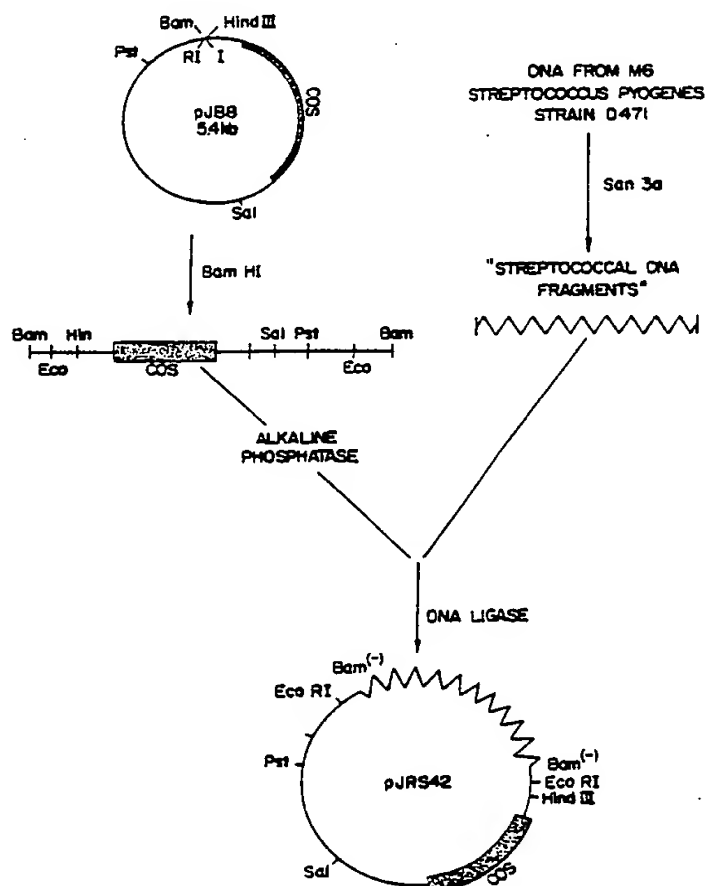 Bam
Hind III
Pst
RI I
pJB8
5.4kb
COS
Sal
Bam HI
DNA FROM M6
STREPTOCOCCUS PYOGENES
STRAIN D471
San 3a
"STREPTOCOCCAL DNA
FRAGMENTS"
Bam Hin Sal Pst Bam
Eco COS Eco
ALKALINE
PHOSPHATASE
DNA LIGASE
Bam(-)
Eco RI
Pst
pJRS42
Bam(-)
Eco RI
Hind III
Sal
COS